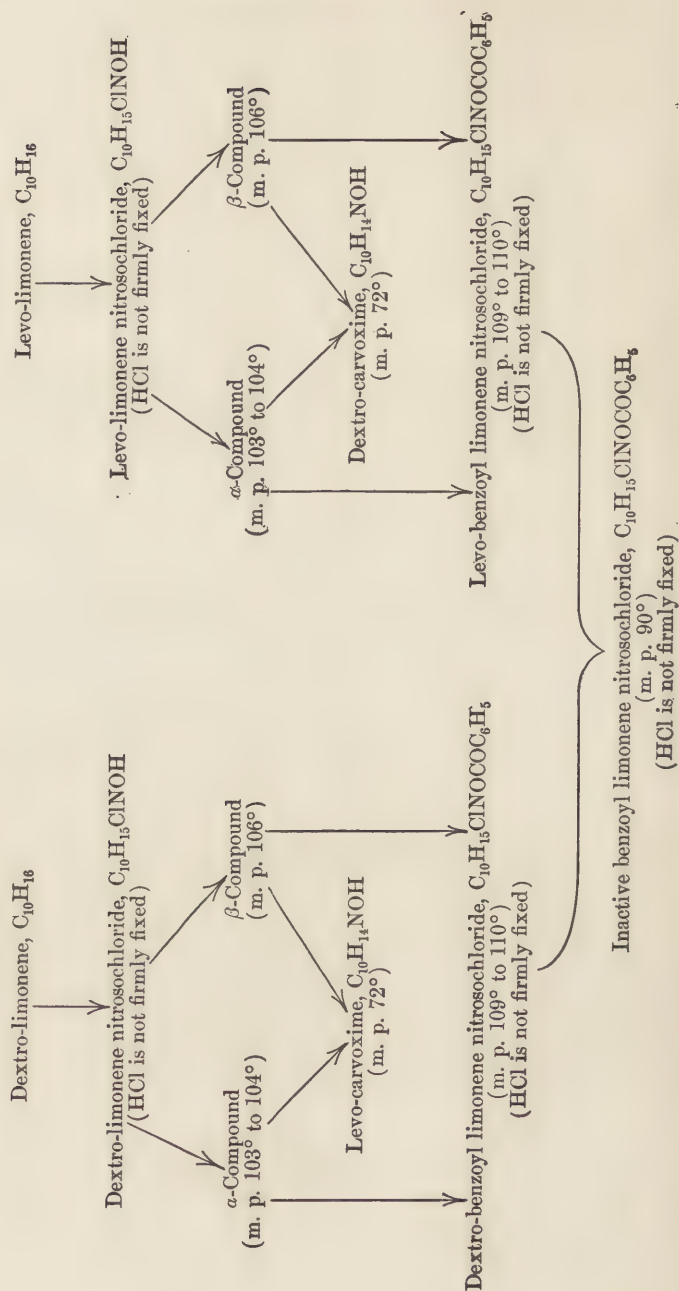 Dextro-limonene, C₁₀H₁₆
Dextro-limonene nitrosochloride, C₁₀H₁₅ClNOH
(HCl is not firmly fixed)
α-Compound
(m. p. 103° to 104°)
β-Compound
(m. p. 106°)
Levo-carvoxime, C₁₀H₁₄NOH
(m. p. 72°)
Dextro-benzoyl limonene nitrosochloride, C₁₀H₁₅ClNOCOC₆H₅
(m. p. 109° to 110°)
(HCl is not firmly fixed)
Levo-limonene, C₁₀H₁₆
Levo-limonene nitrosochloride, C₁₀H₁₅ClNOH
(HCl is not firmly fixed)
α-Compound
(m. p. 103° to 104°)
β-Compound
(m. p. 106°)
Dextro-carvoxime, C₁₀H₁₄NOH
(m. p. 72°)
Levo-benzoyl limonene nitrosochloride, C₁₀H₁₅ClNOCOC₆H₅
(m. p. 109° to 110°)
(HCl is not firmly fixed)
Inactive benzoyl limonene nitrosochloride, C₁₀H₁₅ClNOCOC₆H₅
(m. p. 90°)
(HCl is not firmly fixed)